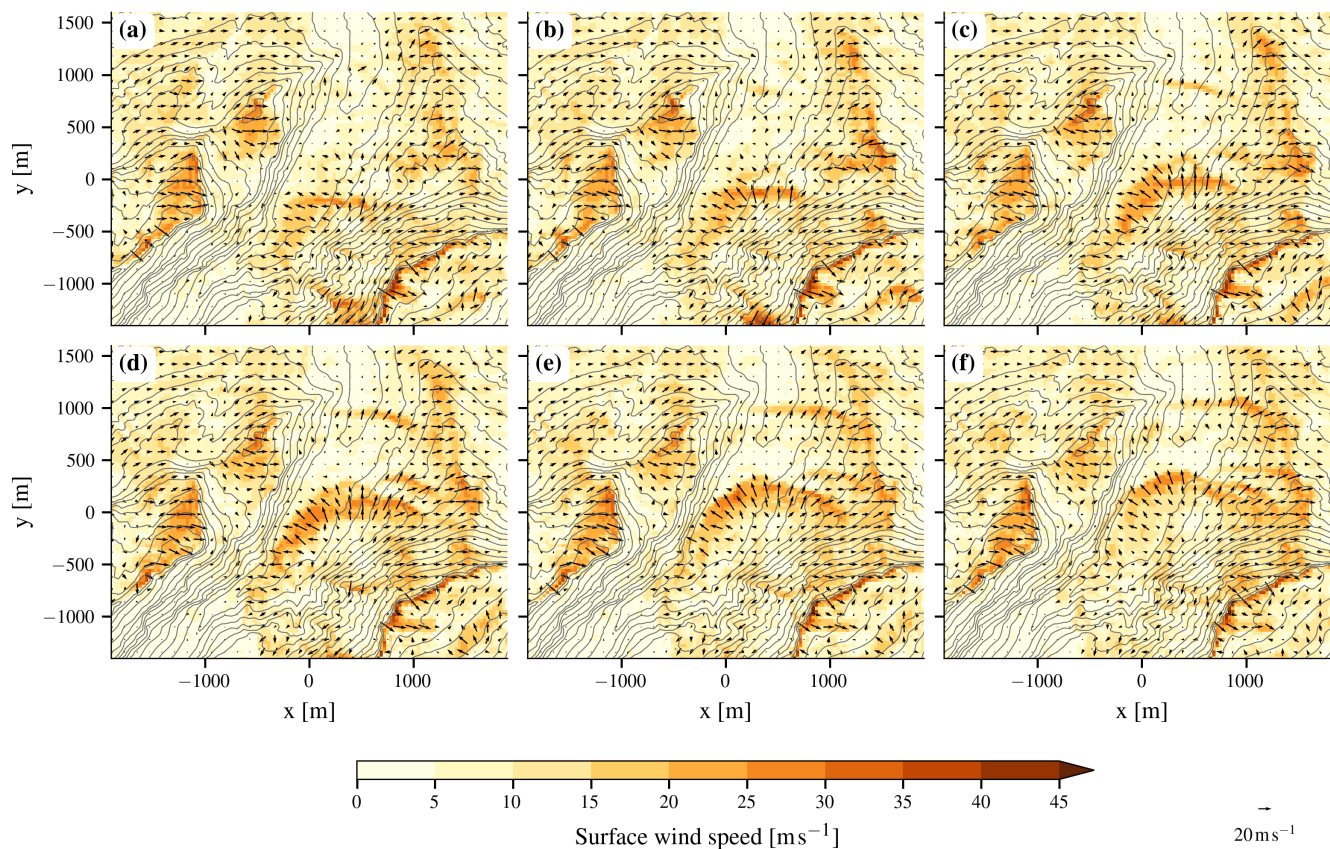 (a) (b) (c)
1500
1000
500
0
−500
−1000
y [m]
(d) (e) (f)
1500
1000
500
0
−500
−1000
y [m]
−1000 0 1000 −1000 0 1000 −1000 0 1000
x [m] x [m] x [m]
0 5 10 15 20 25 30 35 40 45
Surface wind speed [m s⁻¹]
20 m s⁻¹